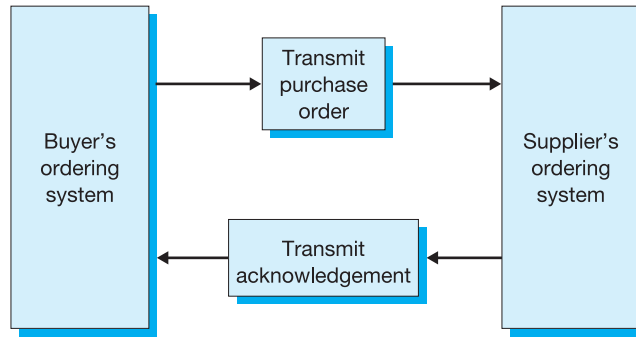 Transmit
purchase
order
Buyer's
ordering
system
Supplier's
ordering
system
Transmit
acknowledgement